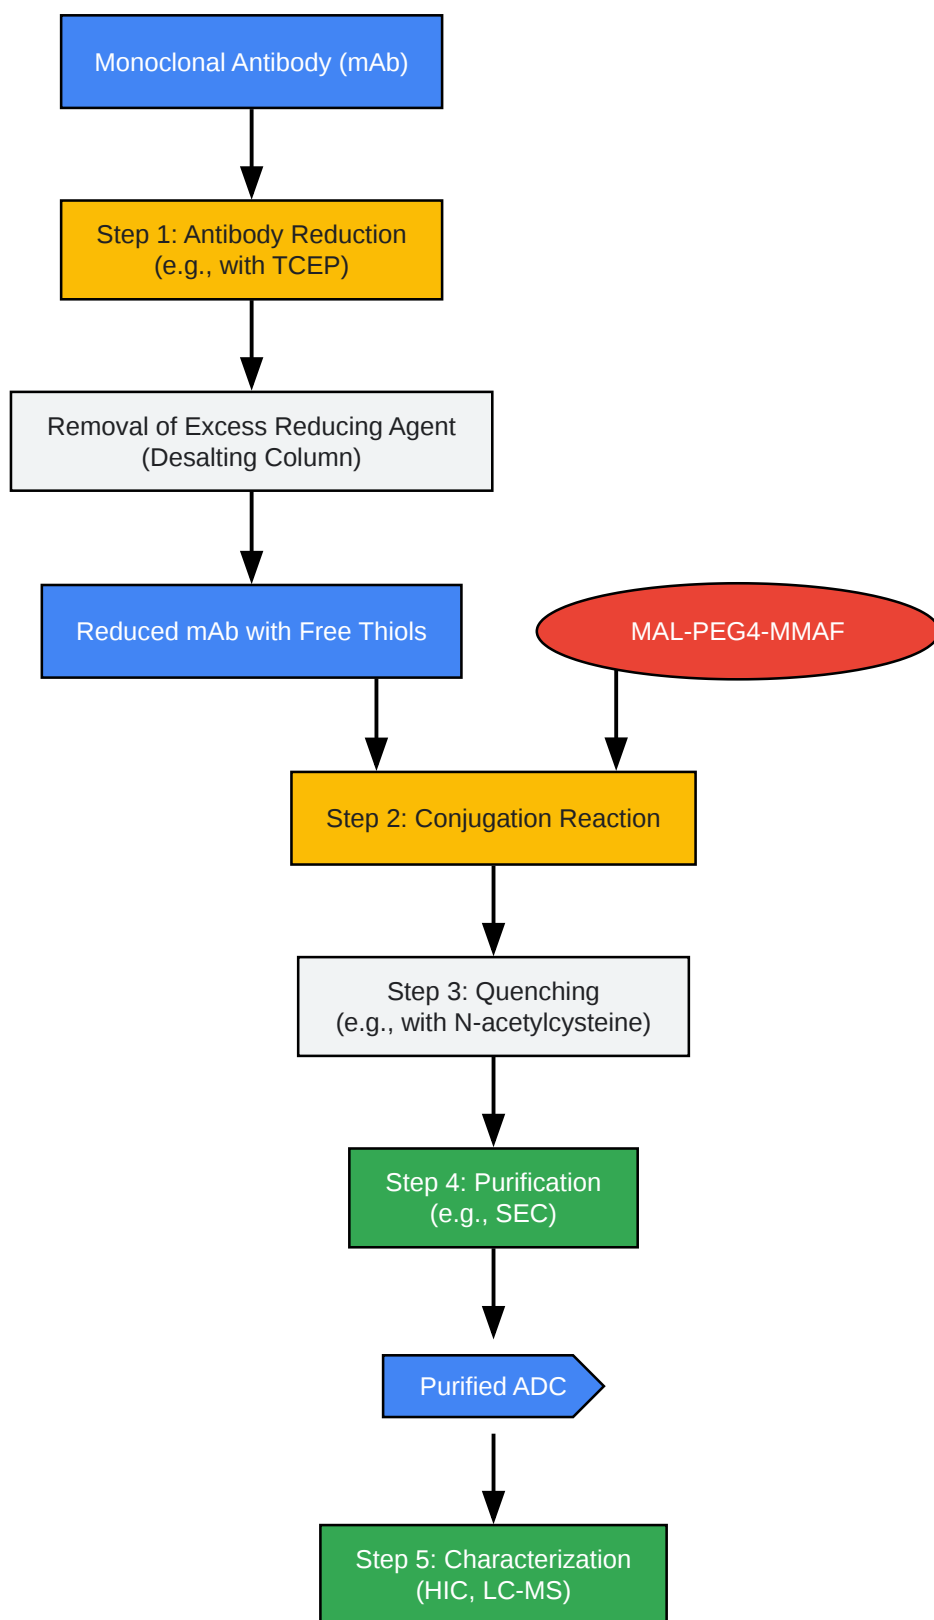 Monoclonal Antibody (mAb)
Step 1: Antibody Reduction
(e.g., with TCEP)
Removal of Excess Reducing Agent
(Desalting Column)
Reduced mAb with Free Thiols
MAL-PEG4-MMAF
Step 2: Conjugation Reaction
Step 3: Quenching
(e.g., with N-acetylcysteine)
Step 4: Purification
(e.g., SEC)
Purified ADC
Step 5: Characterization
(HIC, LC-MS)